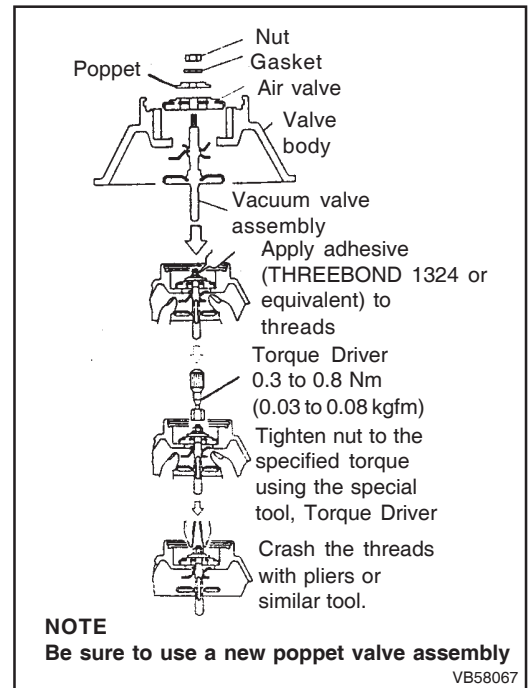 Nut
Gasket
Poppet
Air valve
Valve
body
Vacuum valve
assembly
Apply adhesive
(THREEBOND 1324 or
equivalent) to
threads
Torque Driver
0.3 to 0.8 Nm
(0.03 to 0.08 kgfm)
Tighten nut to the
specified torque
using the special
tool, Torque Driver
Crash the threads
with pliers or
similar tool.
NOTE
Be sure to use a new poppet valve assembly
VB58067